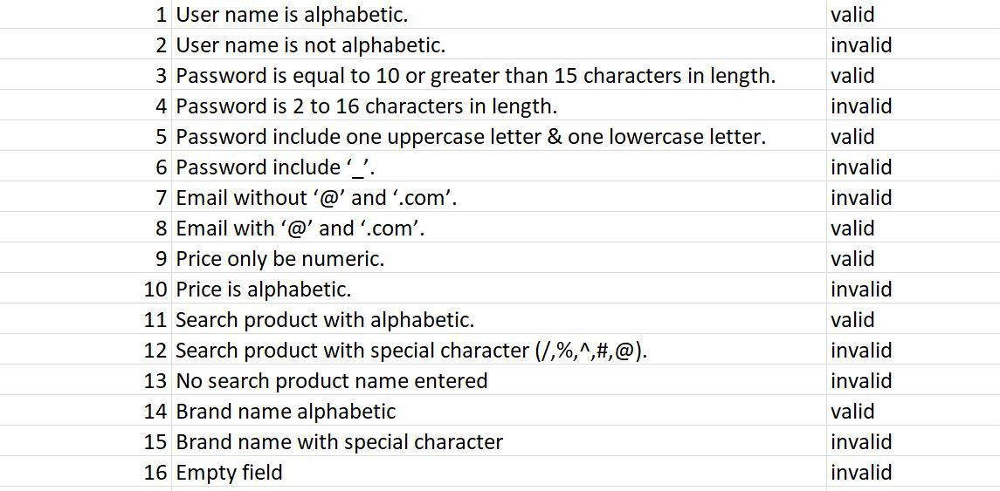 1 User name is alphabetic. valid
2 User name is not alphabetic. invalid
3 Password is equal to 10 or greater than 15 characters in length. valid
4 Password is 2 to 16 characters in length. invalid
5 Password include one uppercase letter & one lowercase letter. valid
6 Password include ‘_’. invalid
7 Email without ‘@’ and ‘.com’. invalid
8 Email with ‘@’ and ‘.com’. valid
9 Price only be numeric. valid
10 Price is alphabetic. invalid
11 Search product with alphabetic. valid
12 Search product with special character (/,%,^,#,@). invalid
13 No search product name entered invalid
14 Brand name alphabetic valid
15 Brand name with special character invalid
16 Empty field invalid